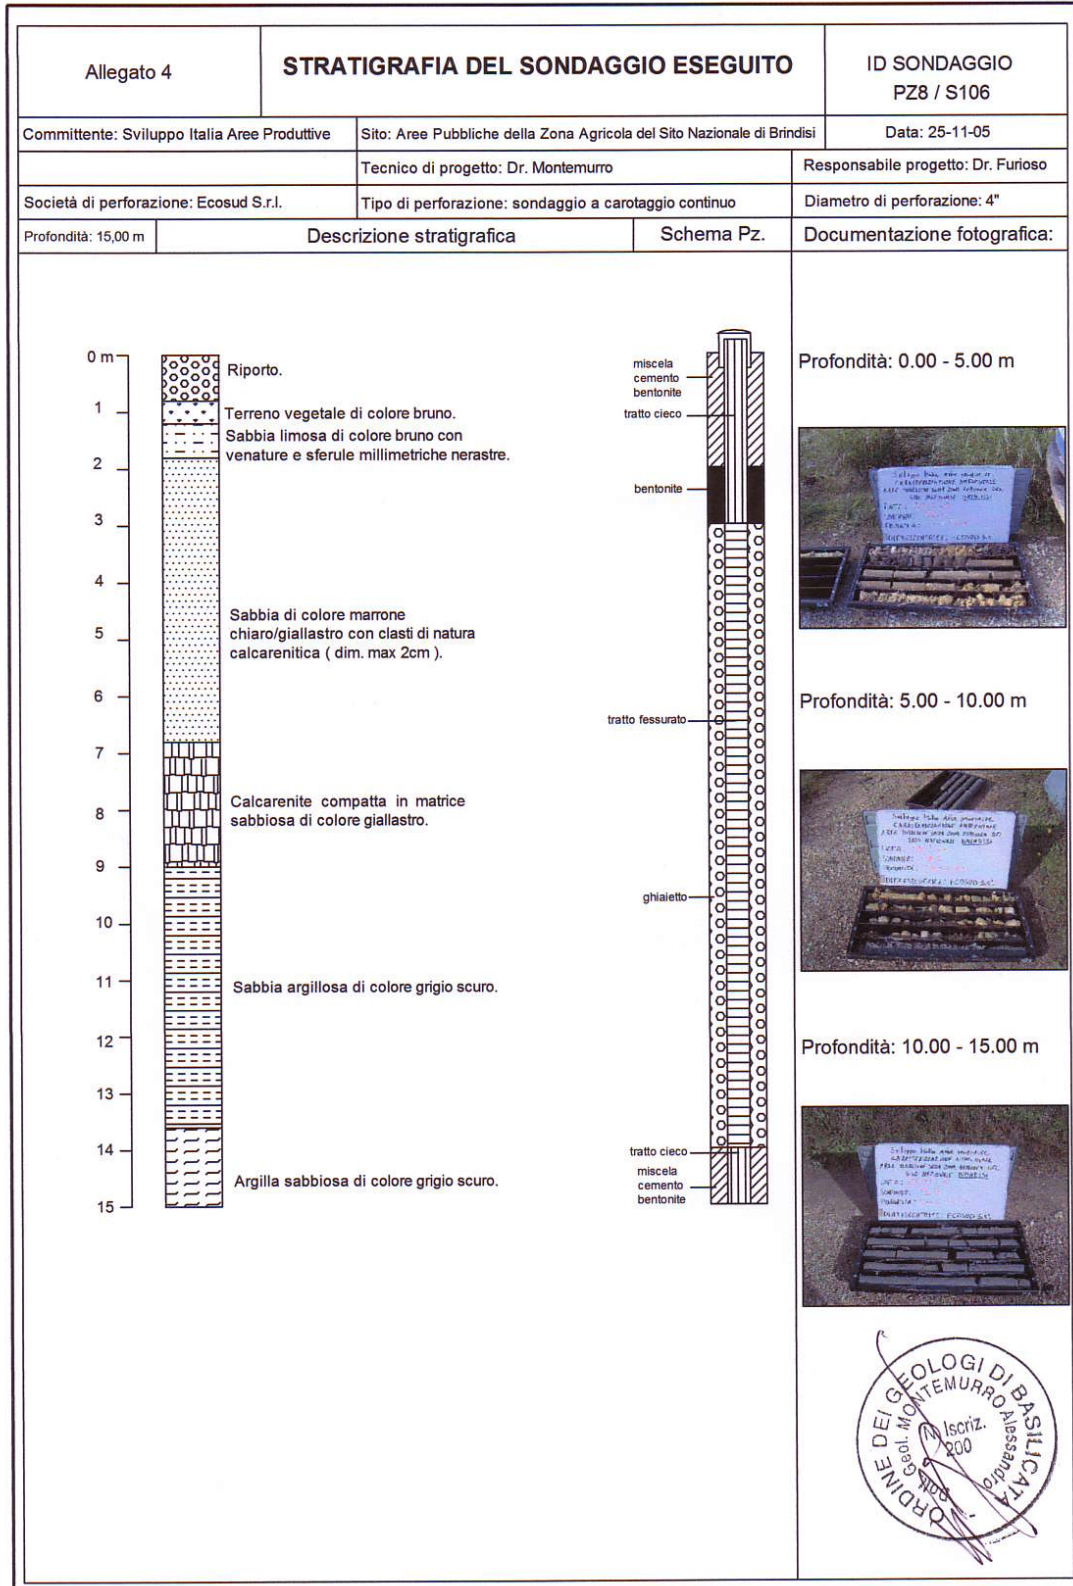 Allegato 4
STRATIGRAFIA DEL SONDAGGIO ESEGUITO
ID SONDAGGIO
PZ8 / S106
Committente: Sviluppo Italia Aree Produttive
Sito: Aree Pubbliche della Zona Agricola del Sito Nazionale di Brindisi
Data: 25-11-05
Tecnico di progetto: Dr. Montemurro
Responsabile progetto: Dr. Furioso
Società di perforazione: Ecosud S.r.l.
Tipo di perforazione: sondaggio a carotaggio continuo
Diametro di perforazione: 4"
Profondità: 15,00 m
Descrizione stratigrafica
Schema Pz.
Documentazione fotografica:
0 m
1
2
3
4
5
6
7
8
9
10
11
12
13
14
15
Riporto.
Terreno vegetale di colore bruno.
Sabbia limosa di colore bruno con
venature e sferule millimetriche nerastre.
Sabbia di colore marrone
chiaro/giallastro con clasti di natura
calcarenitica ( dim. max 2cm ).
Calcarenite compatta in matrice
sabbiosa di colore giallastro.
Sabbia argillosa di colore grigio scuro.
Argilla sabbiosa di colore grigio scuro.
miscela
cemento
bentonite
tratto cieco
bentonite
tratto fessurato
ghiaietto
tratto cieco
miscela
cemento
bentonite
Profondità: 0.00 - 5.00 m
Profondità: 5.00 - 10.00 m
Profondità: 10.00 - 15.00 m
ORDINE DEI GEOLOGI DI BASILICATA
Dott. Geol. MONTEMURRO Alessandro
N. Iscriz.
200